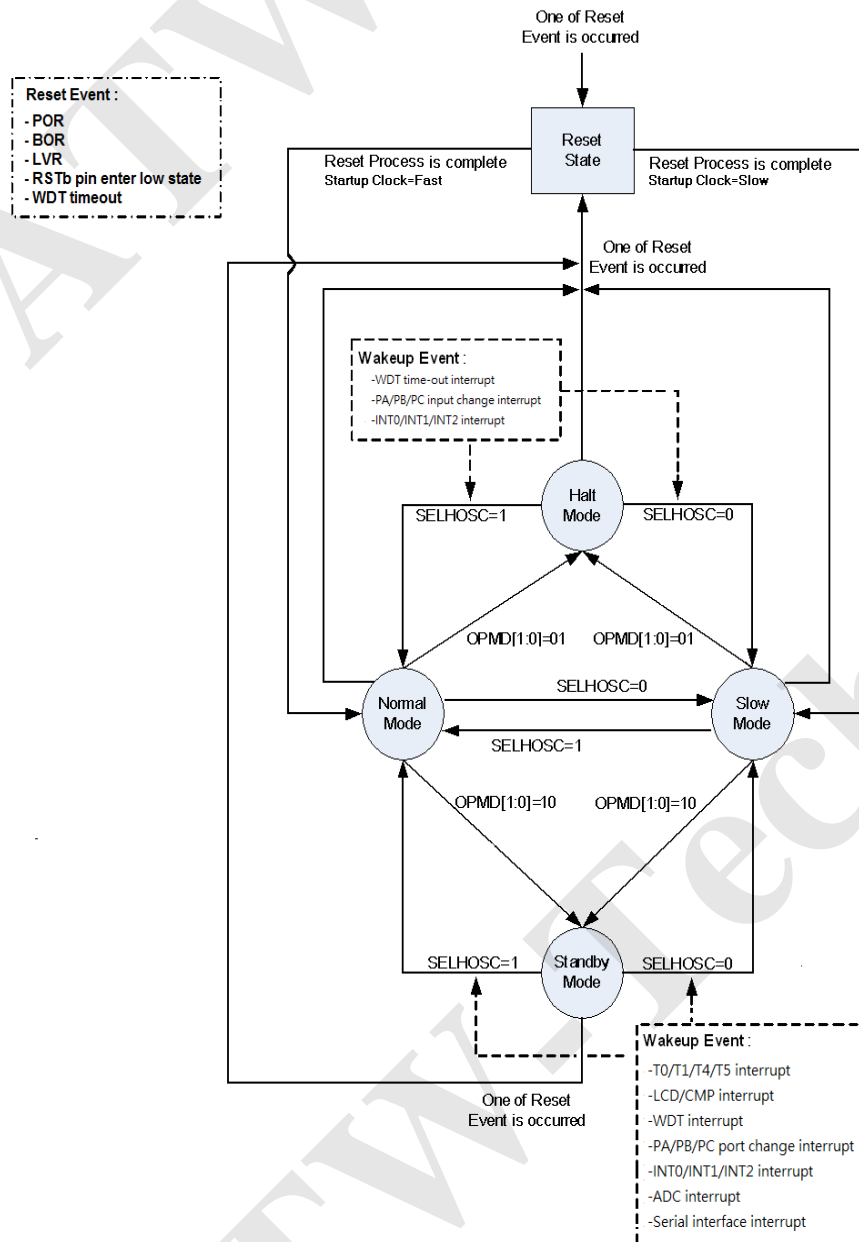 One of Reset
Event is occurred
Reset Event :
- POR
- BOR
- LVR
- RSTb pin enter low state
- WDT timeout
Reset
State
Reset Process is complete
Startup Clock=Fast
Reset Process is complete
Startup Clock=Slow
One of Reset
Event is occurred
Wakeup Event :
-WDT time-out interrupt
-PA/PB/PC input change interrupt
-INT0/INT1/INT2 interrupt
Halt
Mode
SELHOSC=1
SELHOSC=0
OPMD[1:0]=01
OPMD[1:0]=01
Normal
Mode
SELHOSC=0
SELHOSC=1
Slow
Mode
OPMD[1:0]=10
OPMD[1:0]=10
SELHOSC=1
Standby
Mode
SELHOSC=0
Wakeup Event :
-T0/T1/T4/T5 interrupt
-LCD/CMP interrupt
-WDT interrupt
-PA/PB/PC port change interrupt
-INT0/INT1/INT2 interrupt
-ADC interrupt
-Serial interface interrupt
One of Reset
Event is occurred